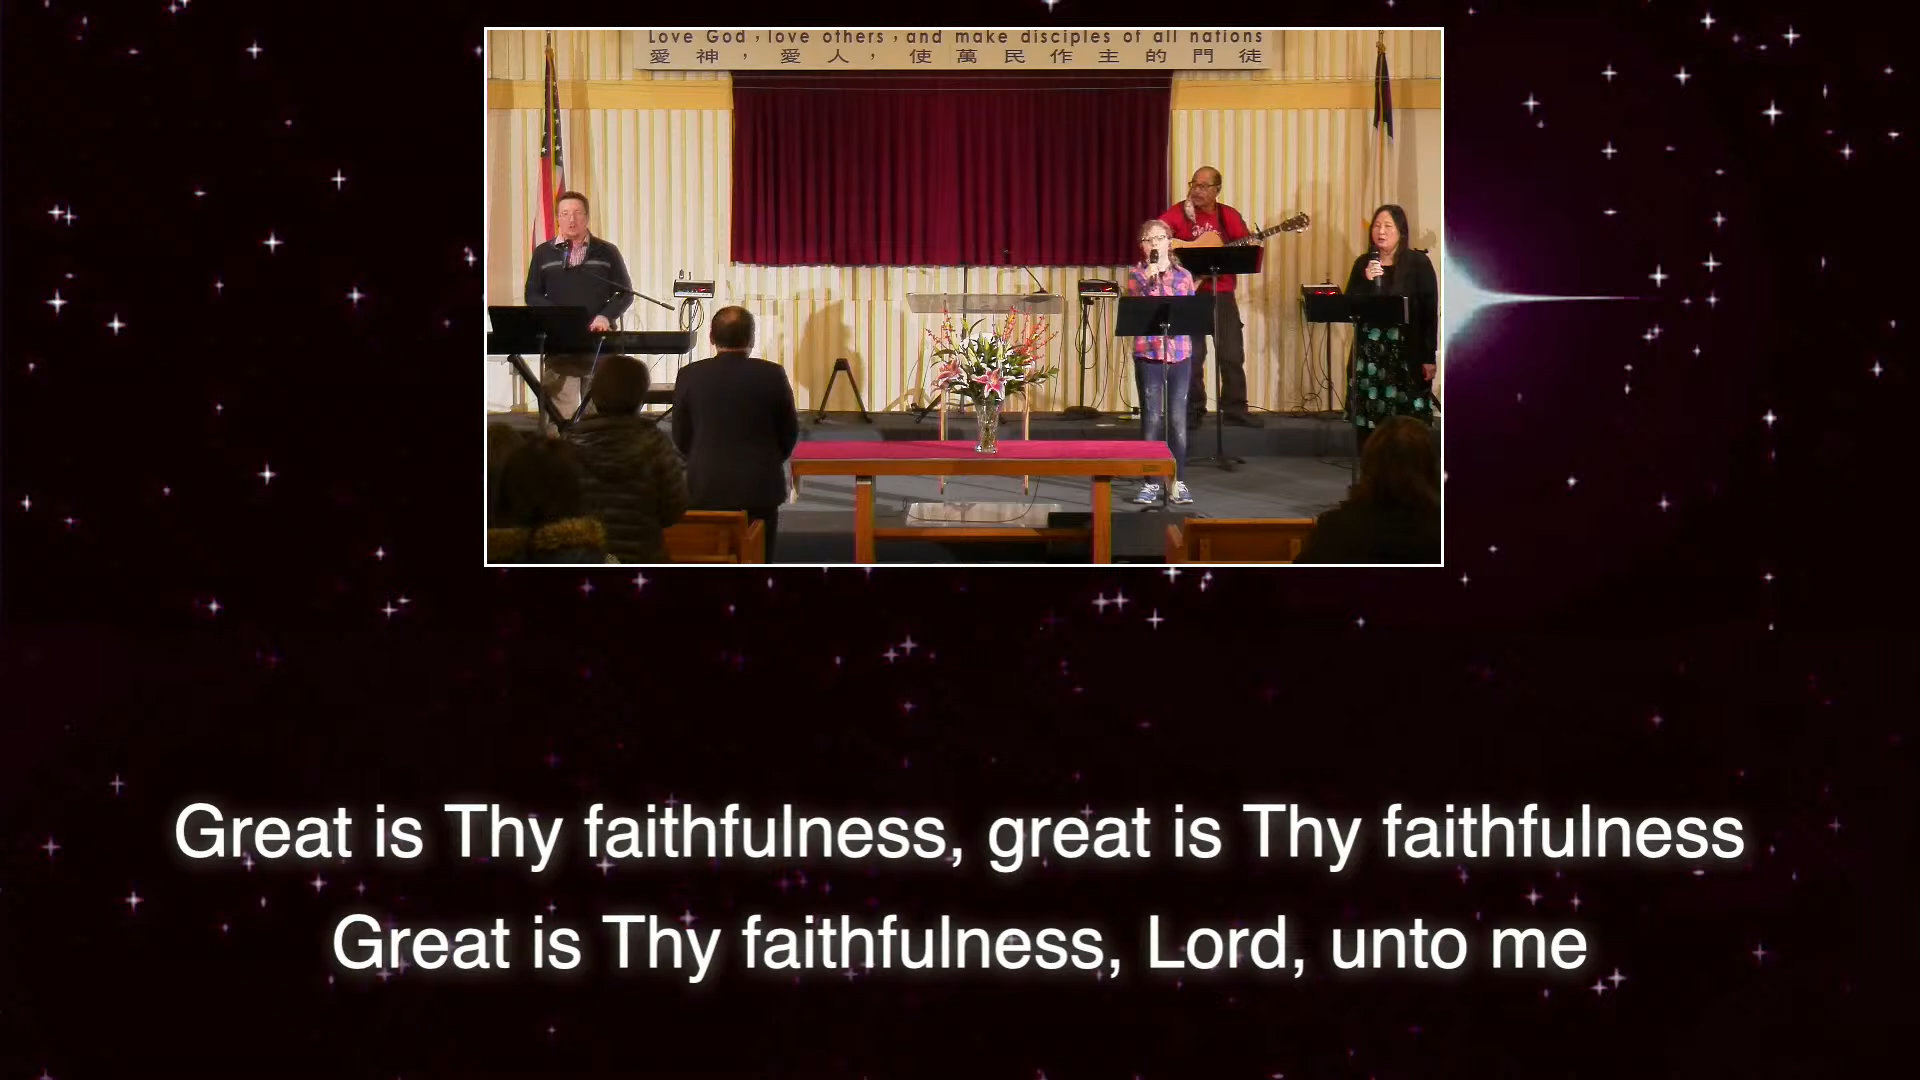 Love God, love others, and make disciples of all nations
愛神，愛人，使萬民作主的門徒
Great is Thy faithfulness, great is Thy faithfulness
Great is Thy faithfulness, Lord, unto me